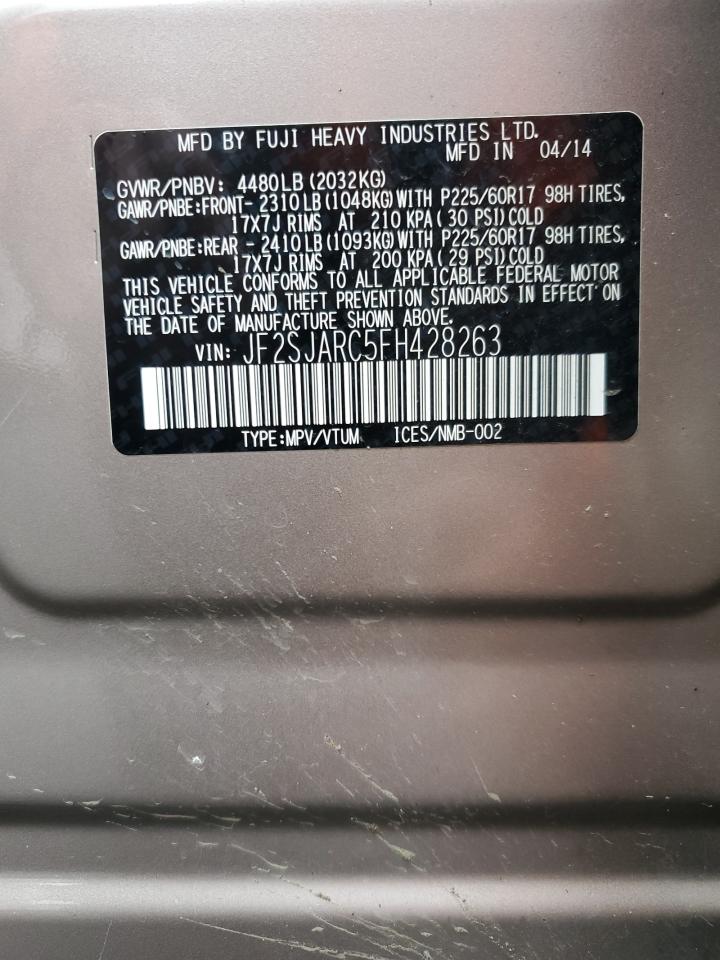 MFD BY FUJI HEAVY INDUSTRIES LTD.
MFD IN 04/14
GVWR/PNBV: 4480LB(2032KG)
GAWR/PNBE:FRONT- 2310LB(1048KG)WITH P225/60R17 98H TIRES,
17X7J RIMS AT 210 KPA(30 PSI)COLD
GAWR/PNBE:REAR - 2410LB(1093KG)WITH P225/60R17 98H TIRES,
17X7J RIMS AT 200 KPA(29 PSI)COLD
THIS VEHICLE CONFORMS TO ALL APPLICABLE FEDERAL MOTOR
VEHICLE SAFETY AND THEFT PREVENTION STANDARDS IN EFFECT ON
THE DATE OF MANUFACTURE SHOWN ABOVE.
VIN: JF2SJARC5FH428263
TYPE:MPV/VTUM ICES/NMB-002